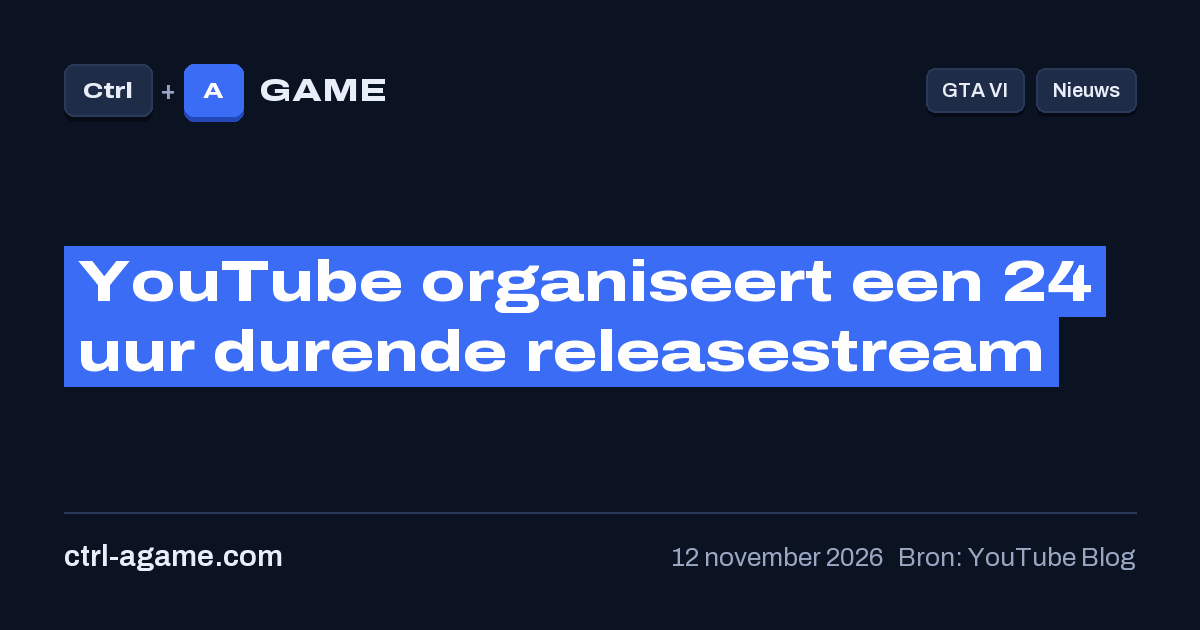 Ctrl + A GAME
GTA VI Nieuws
YouTube organiseert een 24
uur durende releasestream
ctrl-agame.com
12 november 2026 Bron: YouTube Blog